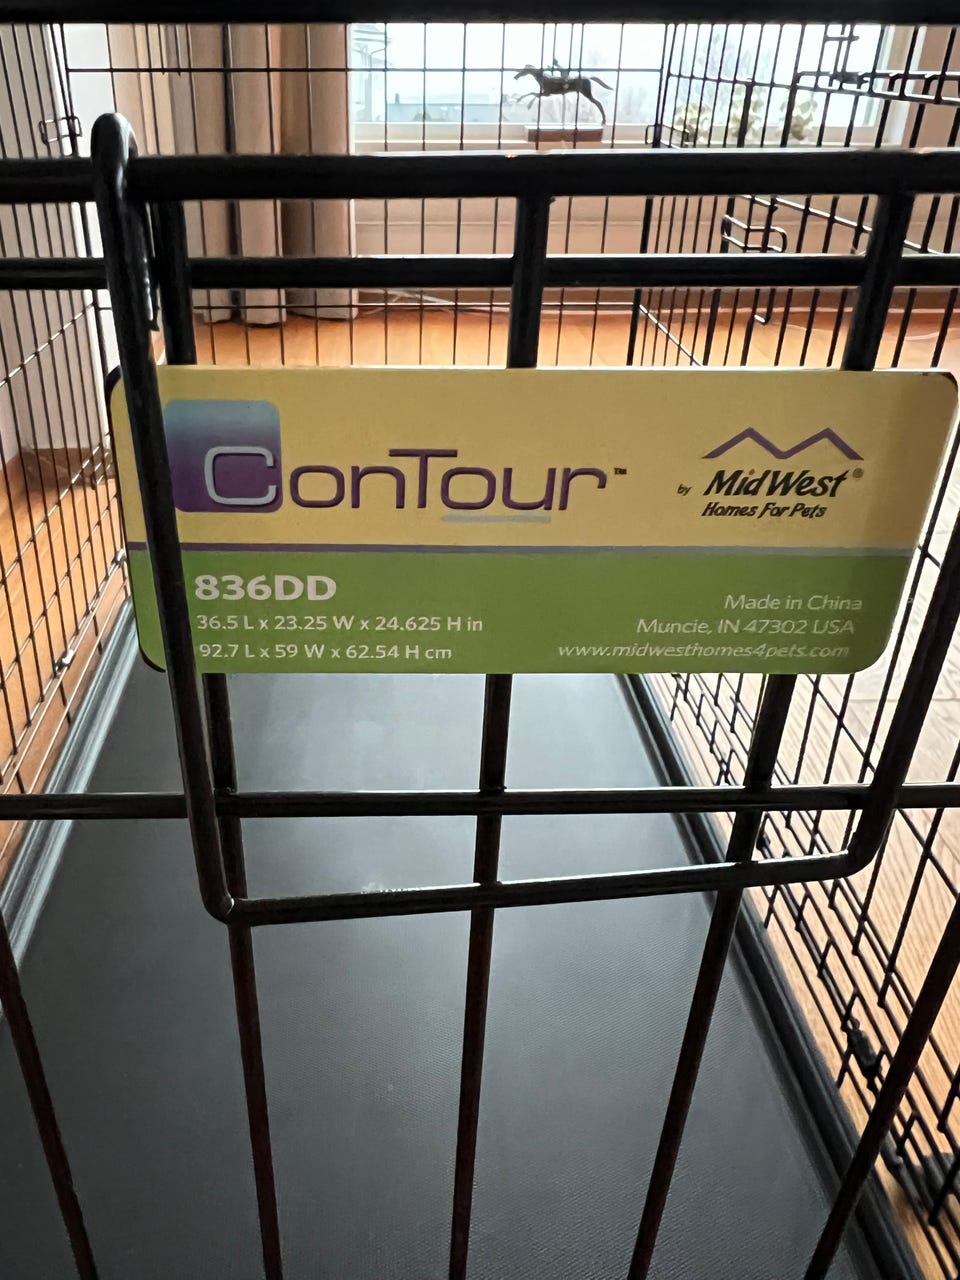 ConTour™
by MidWest®
Homes For Pets
836DD
36.5 L x 23.25 W x 24.625 H in
92.7 L x 59 W x 62.54 H cm
Made in China
Muncie, IN 47302 USA
www.midwesthomes4pets.com